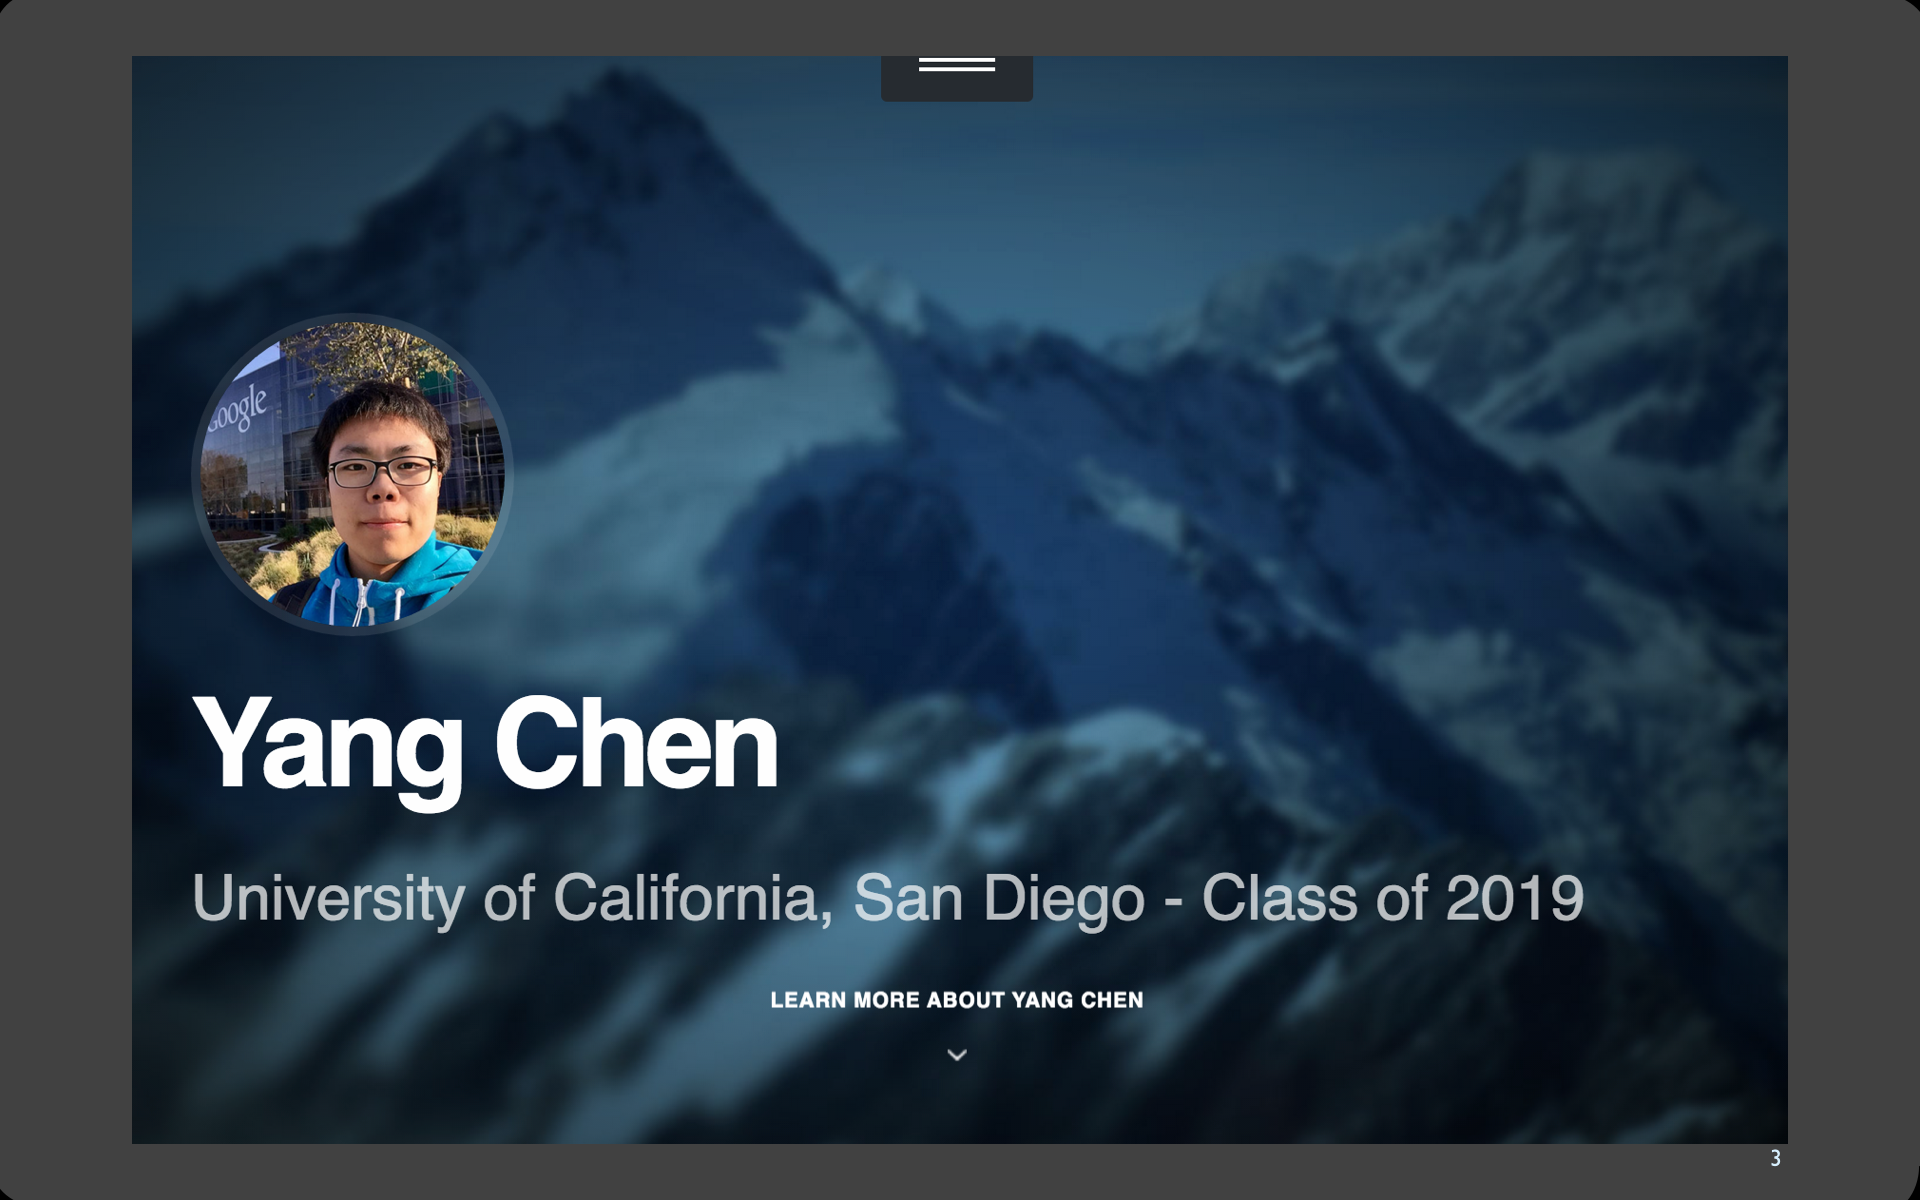 Google
Yang Chen
University of California, San Diego - Class of 2019
LEARN MORE ABOUT YANG CHEN
3